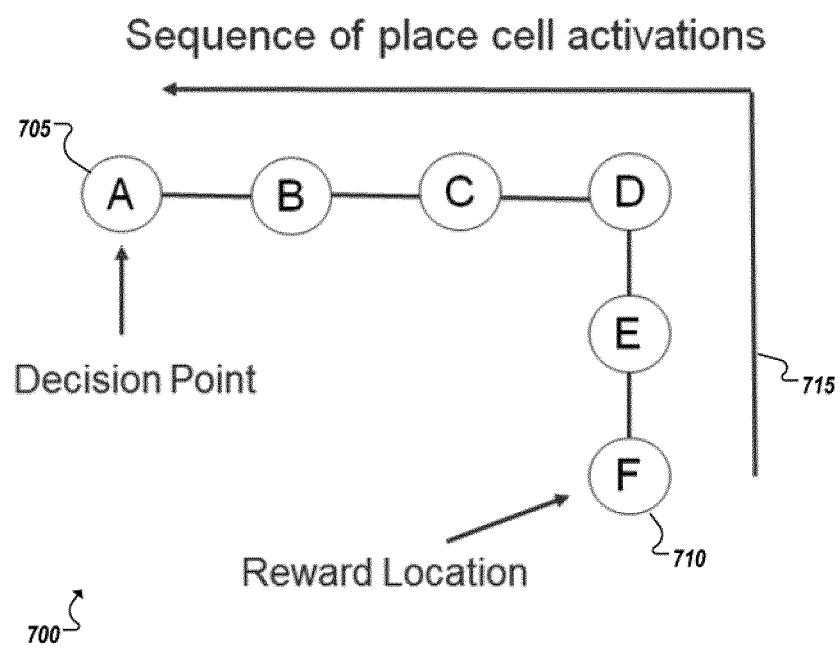 Sequence of place cell activations
705
A B C D
E
Decision Point
715
F
Reward Location
710
700